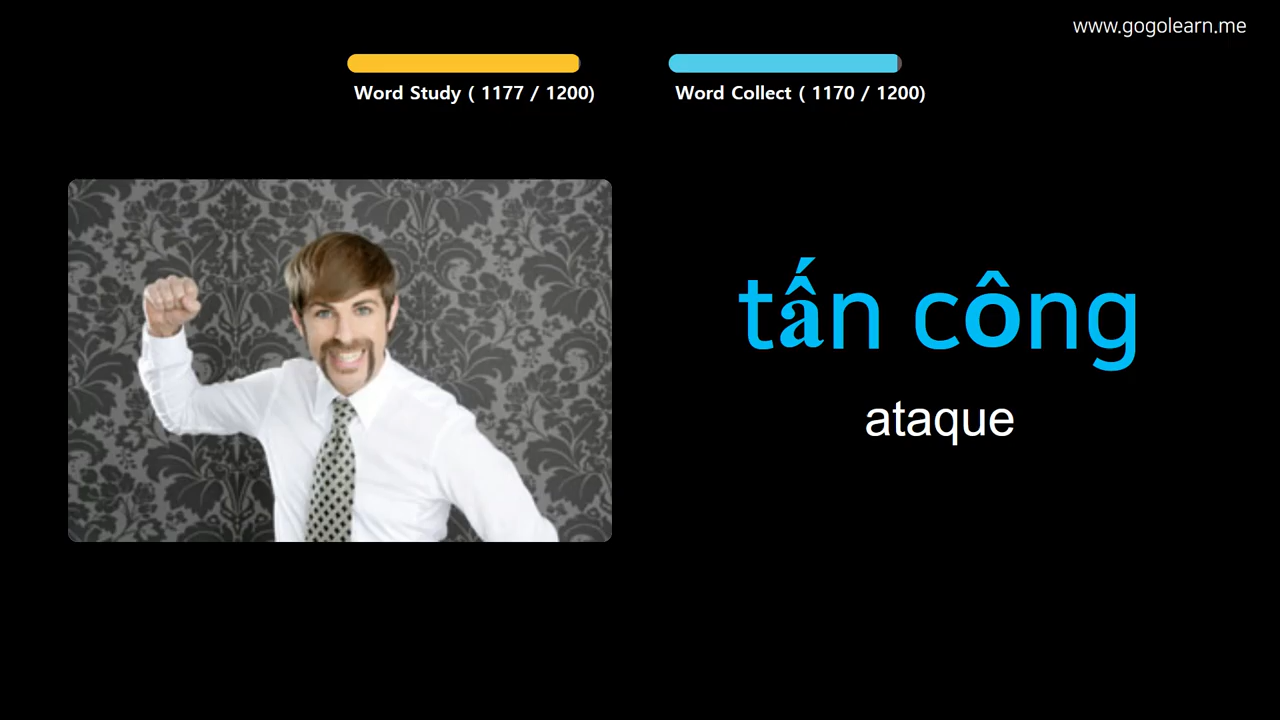 www.gogolearn.me
Word Study ( 1177 / 1200)
Word Collect ( 1170 / 1200)
tấn công
ataque